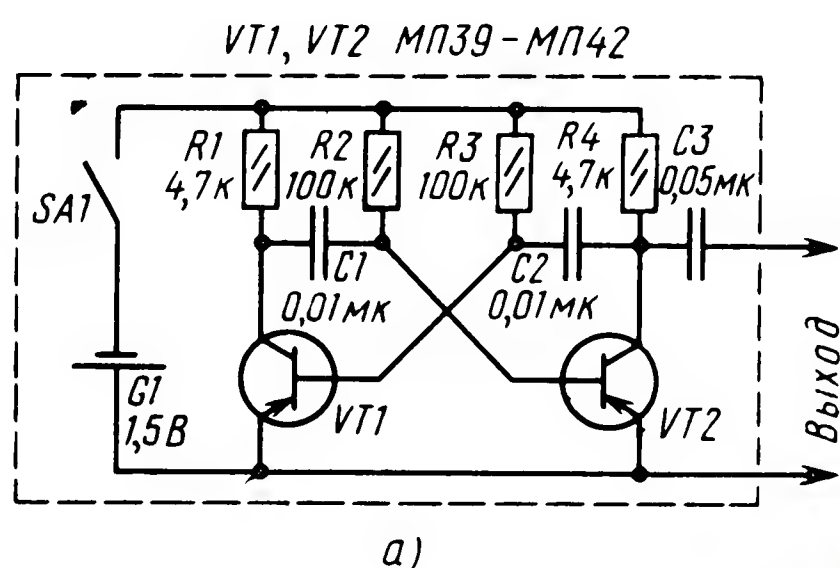 VT1, VT2 МП39-МП42
R1
4,7к
R2
100к
R3
100к
R4
4,7к
C3
0,05мк
SA1
C1
0,01мк
C2
0,01мк
G1
1,5В
VT1
VT2
Выход
а)